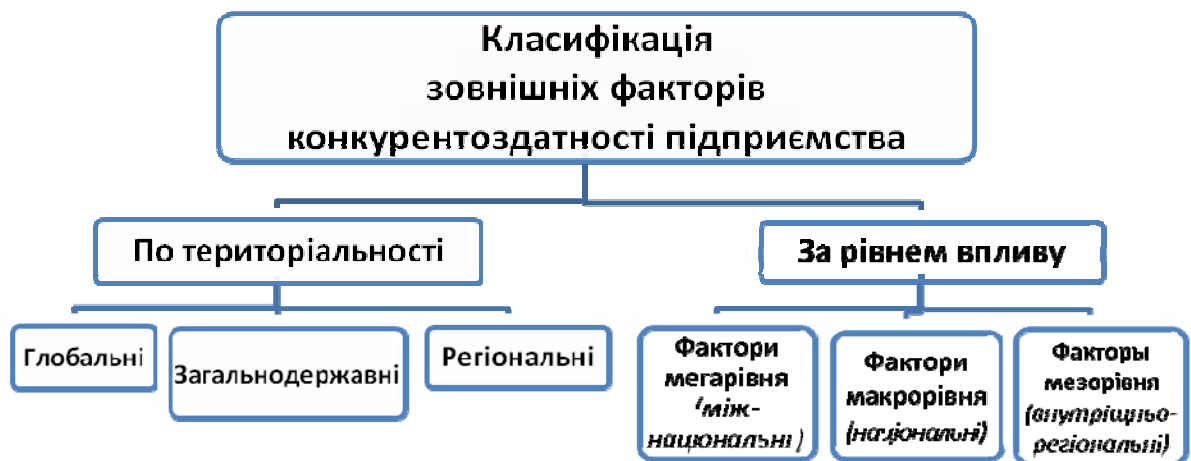 Класифікація
зовнішніх факторів
конкурентоздатності підприємства
По територіальності
За рівнем впливу
Глобальні
Загальнодержавні
Регіональні
Фактори
мегарівня
(між-
національні)
Фактори
макрорівня
(національні)
Факторы
мезорівня
(внутріщньо-
регіональні)